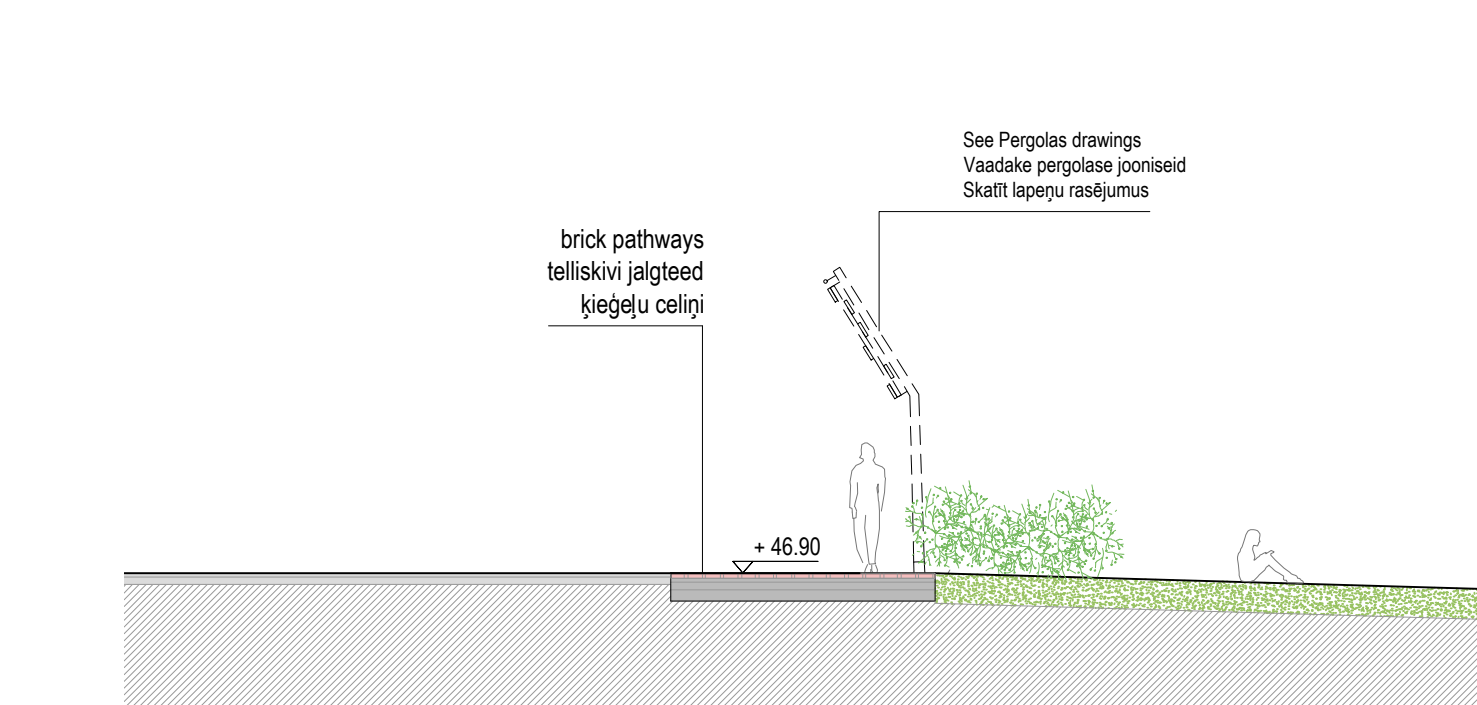 See Pergolas drawings
Vaadake pergolase jooniseid
Skatīt lapeņu rasējumus
brick pathways
telliskivi jalgteed
ķieģeļu celiņi
+ 46.90